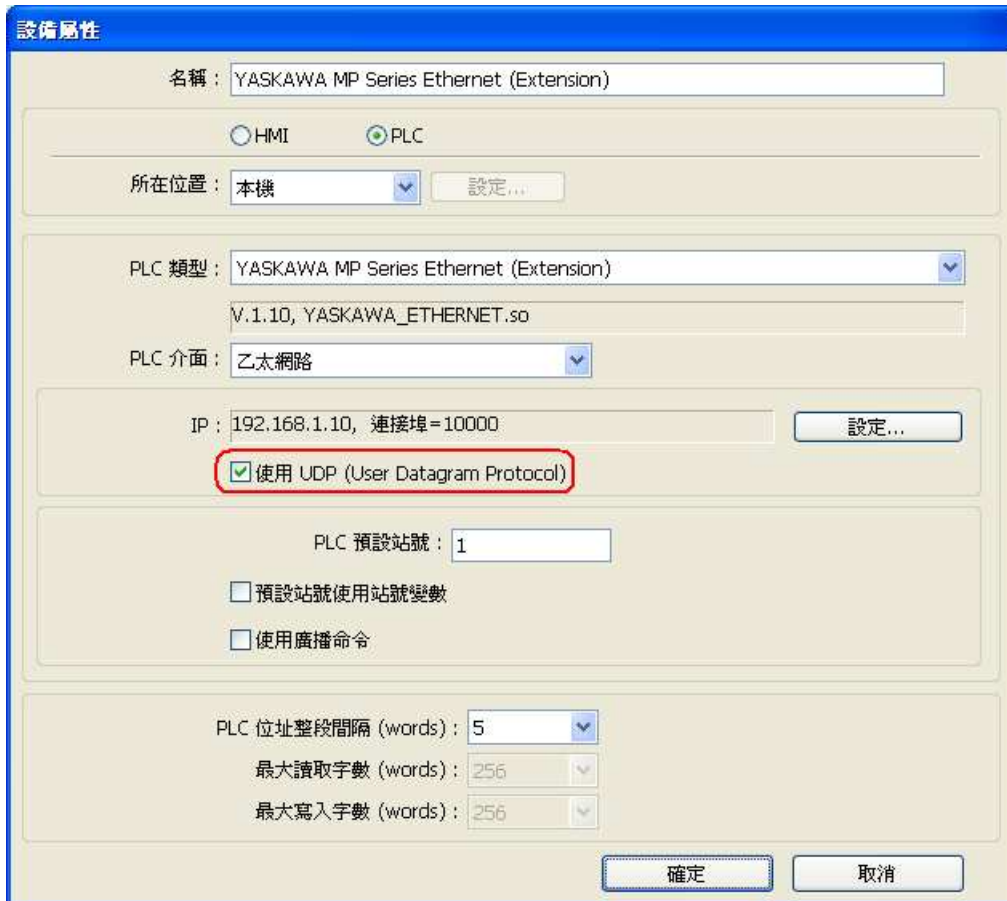 設備屬性
名稱： YASKAWA MP Series Ethernet (Extension)
HMI PLC
所在位置： 本機 設定...
PLC 類型： YASKAWA MP Series Ethernet (Extension)
V.1.10, YASKAWA_ETHERNET.so
PLC 介面： 乙太網路
IP： 192.168.1.10, 連接埠=10000 設定...
使用 UDP (User Datagram Protocol)
PLC 預設站號： 1
預設站號使用站號變數
使用廣播命令
PLC 位址整段間隔 (words)： 5
最大讀取字數 (words)： 256
最大寫入字數 (words)： 256
確定 取消